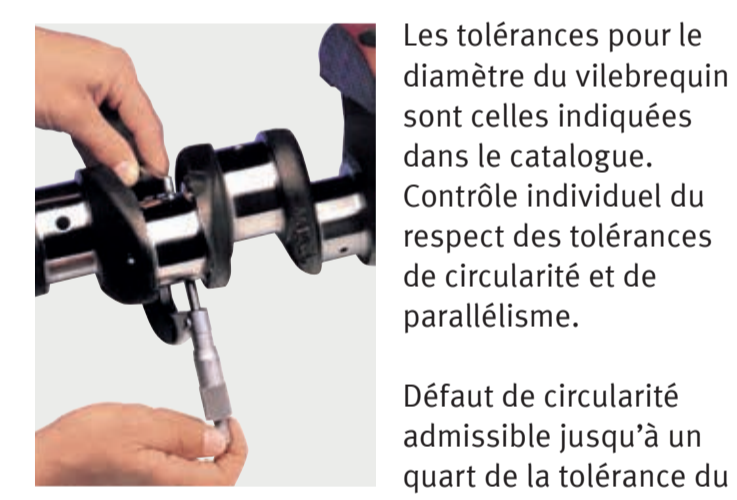 Les tolérances pour le
diamètre du vilebrequin
sont celles indiquées
dans le catalogue.
Contrôle individuel du
respect des tolérances
de circularité et de
parallélisme.
Défaut de circularité
admissible jusqu’à un
quart de la tolérance du